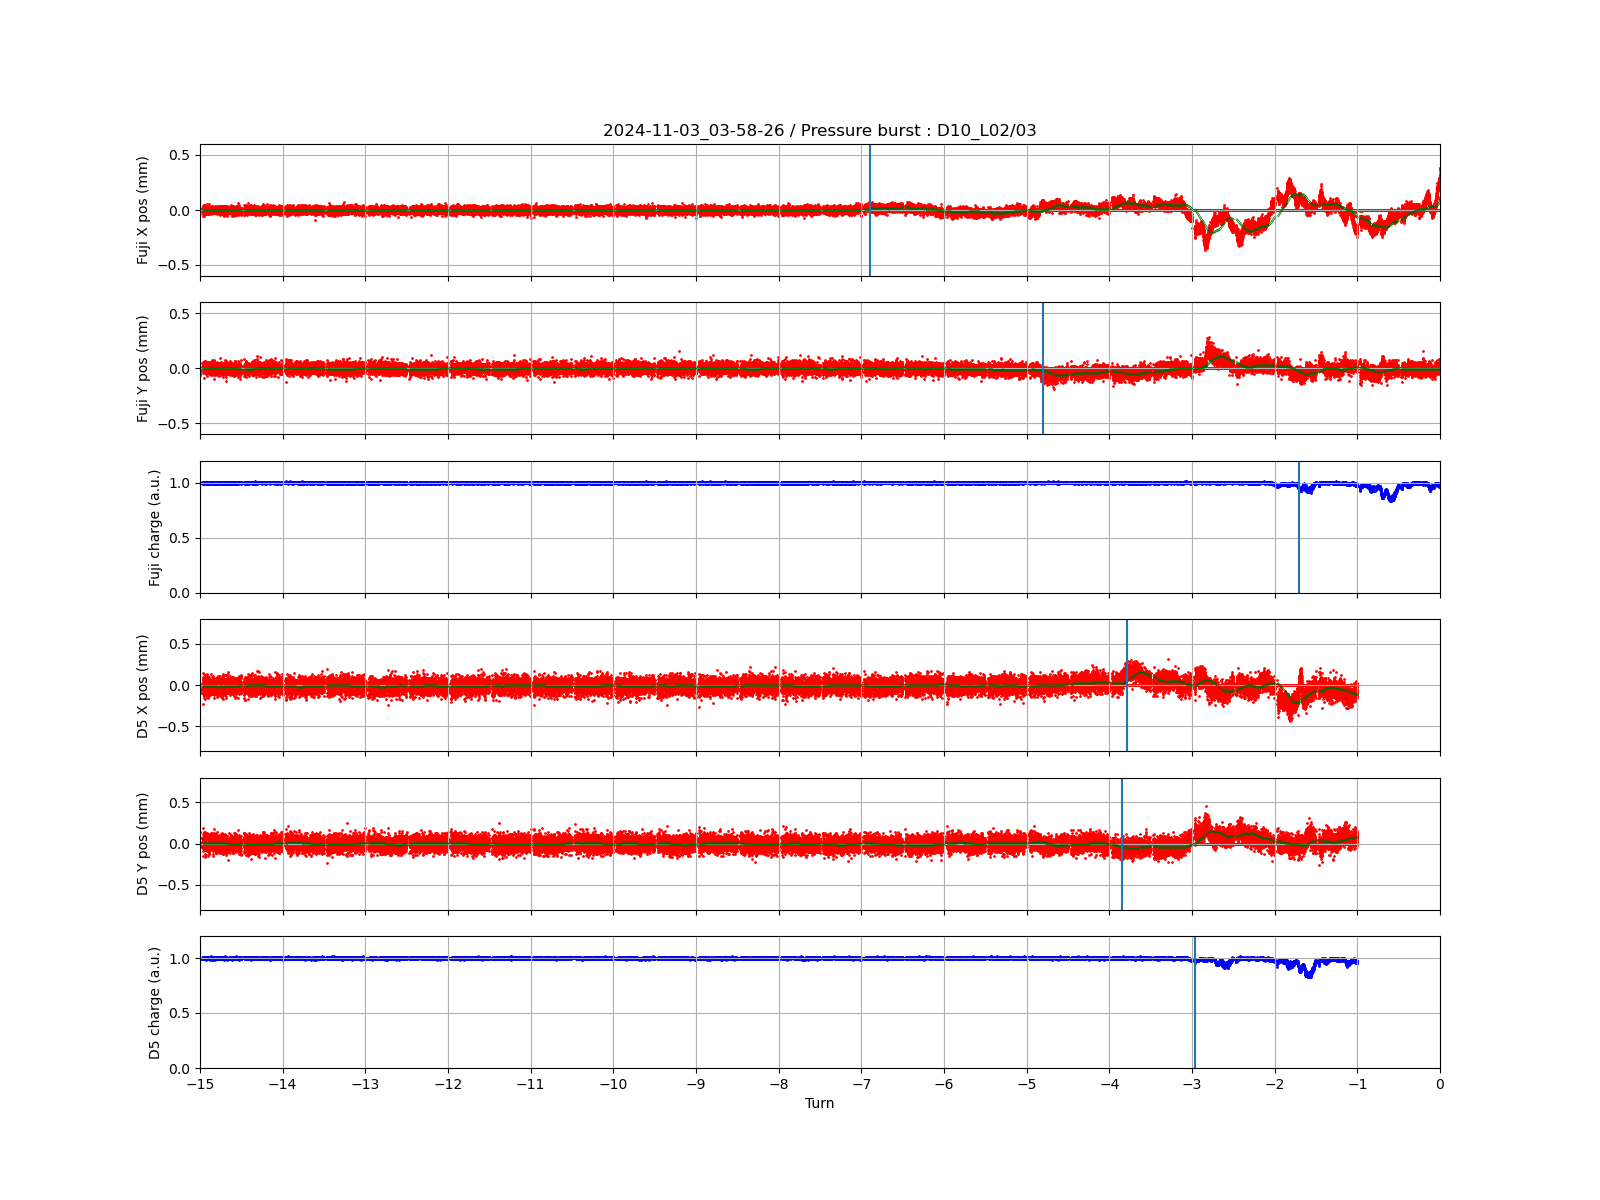 2024-11-03_03-58-26 / Pressure burst : D10_L02/03
Fuji X pos (mm)
0.5
0.0
−0.5
Fuji Y pos (mm)
0.5
0.0
−0.5
Fuji charge (a.u.)
1.0
0.5
0.0
D5 X pos (mm)
0.5
0.0
−0.5
D5 Y pos (mm)
0.5
0.0
−0.5
D5 charge (a.u.)
1.0
0.5
0.0
−15 −14 −13 −12 −11 −10 −9 −8 −7 −6 −5 −4 −3 −2 −1 0
Turn